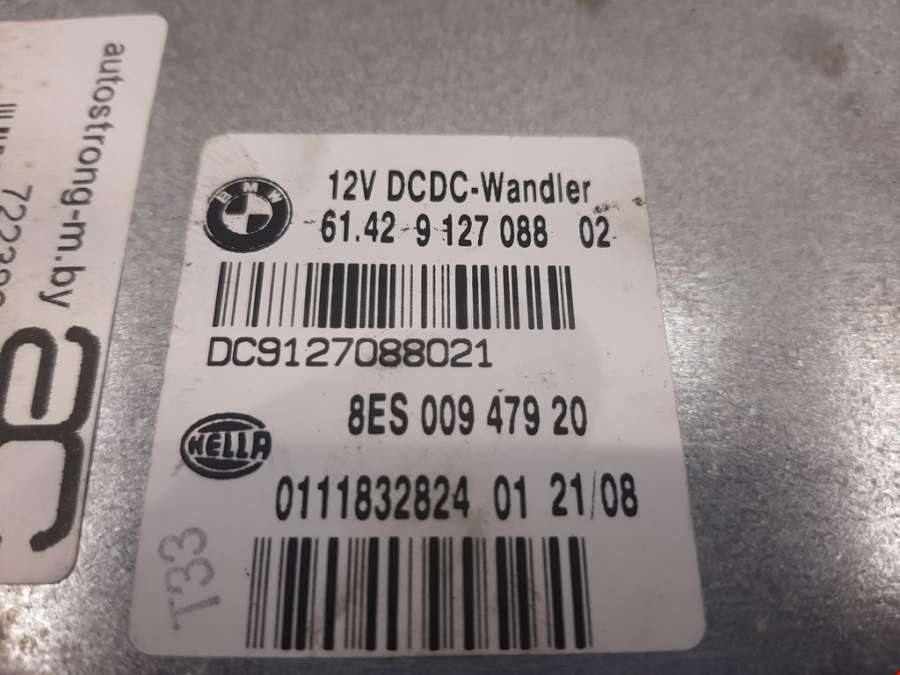 autostrong-m.by
BMW
12V DCDC-Wandler
61.42 9 127 088 02
DC9127088021
8ES 009 479 20
HELLA
0111832824 01 21/08
T33